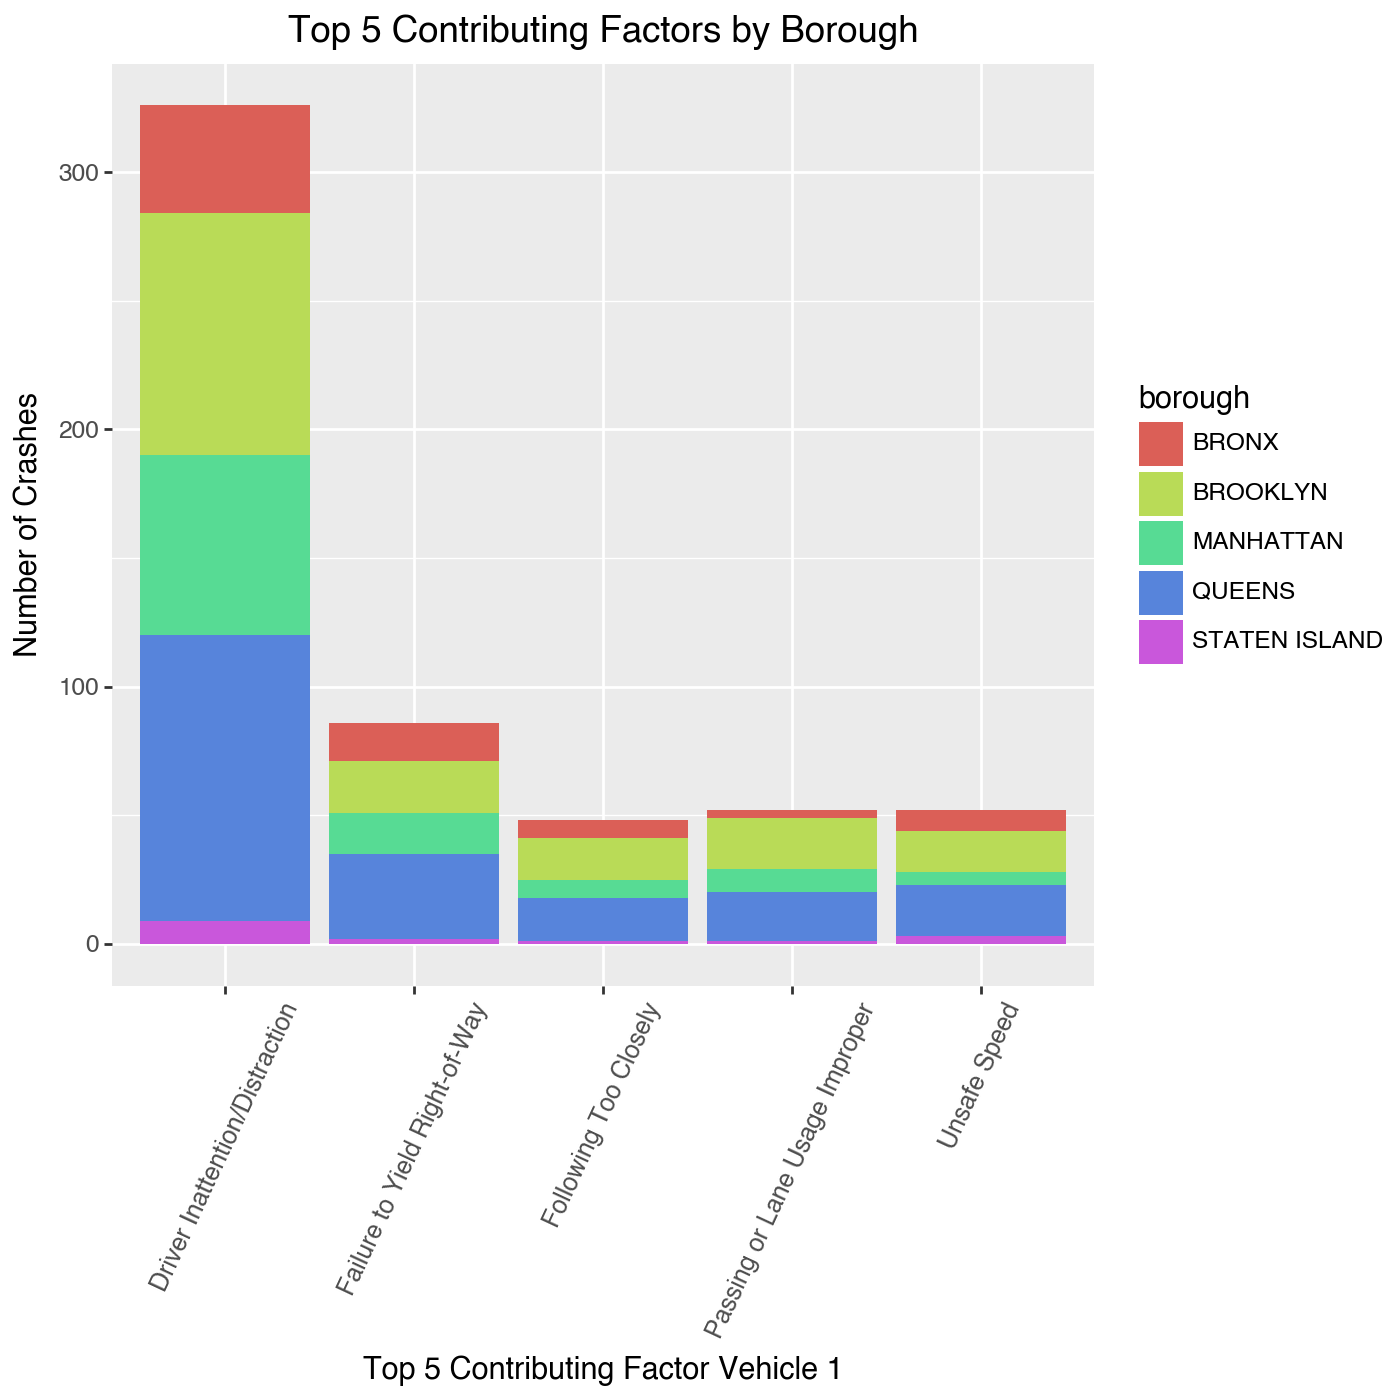 Top 5 Contributing Factors by Borough
Number of Crashes
300
200
100
0
borough
BRONX
BROOKLYN
MANHATTAN
QUEENS
STATEN ISLAND
Driver Inattention/Distraction
Failure to Yield Right-of-Way
Following Too Closely
Passing or Lane Usage Improper
Unsafe Speed
Top 5 Contributing Factor Vehicle 1